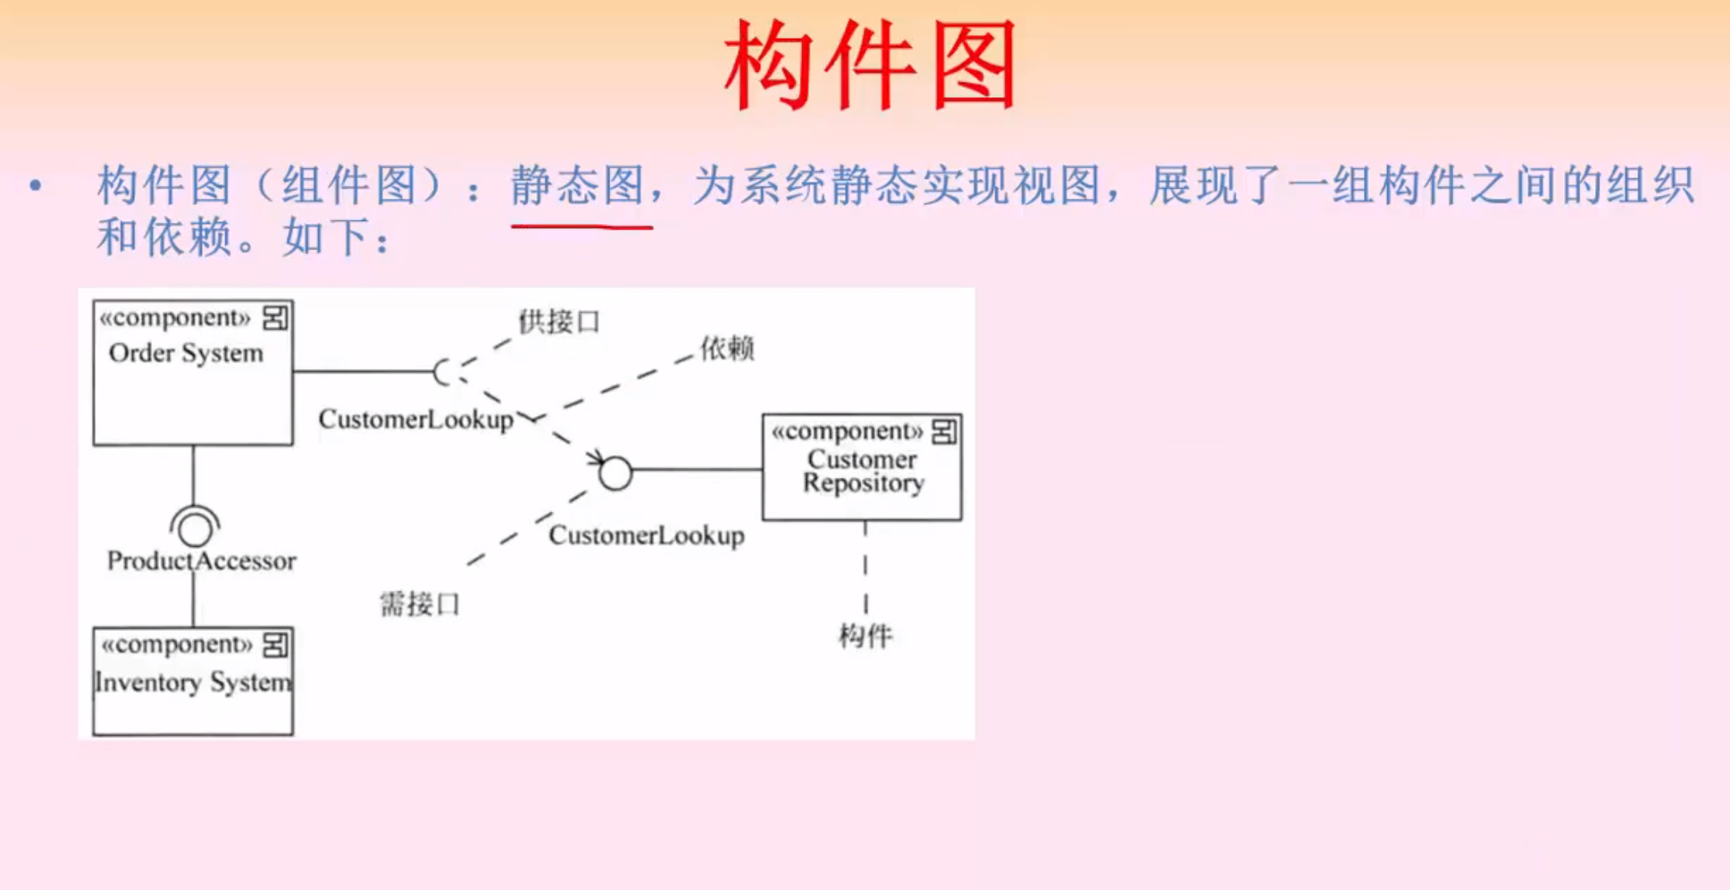 构件图
• 构件图（组件图）：静态图，为系统静态实现视图，展现了一组构件之间的组织
和依赖。如下：
«component»
Order System
供接口
依赖
CustomerLookup
«component»
Customer
Repository
CustomerLookup
ProductAccessor
需接口
构件
«component»
Inventory System